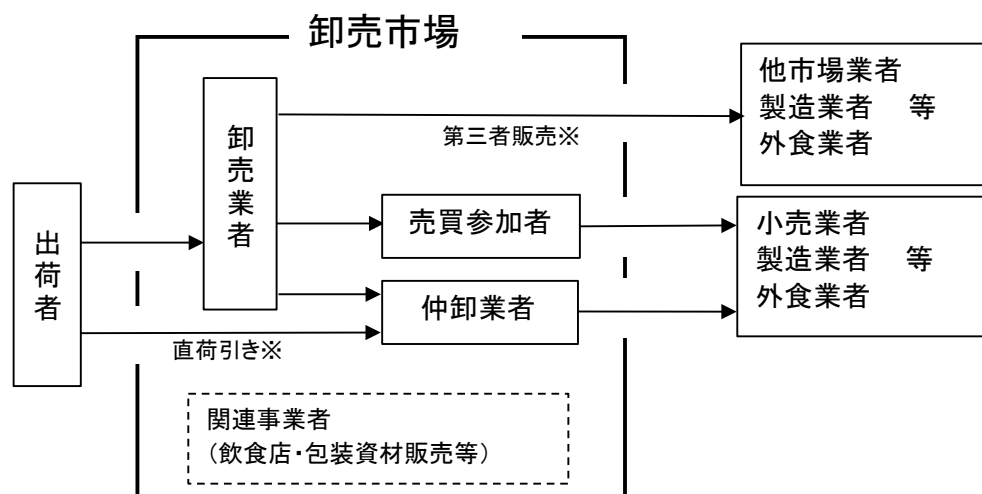 卸売市場
他市場業者
製造業者 等
外食業者
卸売業者
第三者販売※
出荷者
売買参加者
小売業者
製造業者 等
外食業者
仲卸業者
直荷引き※
関連事業者
（飲食店・包装資材販売等）